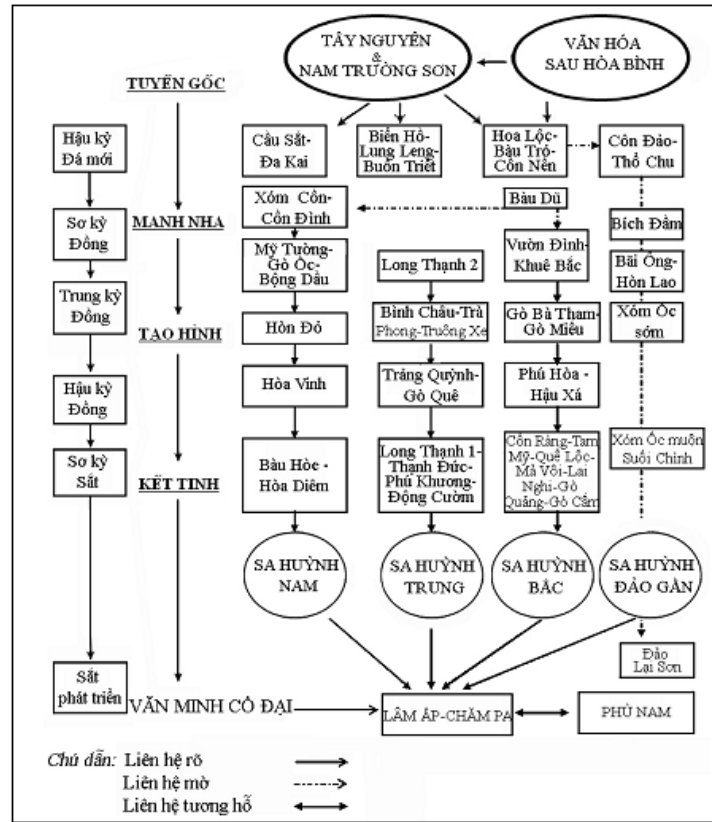 TÂY NGUYÊN
&
NAM TRƯỜNG SƠN
VĂN HÓA
SAU HÒA BÌNH
TUYẾN GỐC
Hậu kỳ
Đá mới
Cầu Sắt-
Đa Kai
Biển Hồ-
Lung Leng-
Buôn Triết
Hoa Lộc-
Bàu Tró-
Cồn Nền
Côn Đảo-
Thổ Chu
Xóm Cồn-
Cồn Đình
Bàu Dũ
MANH NHA
Sơ kỳ
Đồng
Bích Đầm
Mỹ Tường-
Gò Ốc-
Bộng Dầu
Long Thạnh 2
Vườn Đình-
Khuê Bắc
Bãi Ông-
Hòn Lao
Trung kỳ
Đồng
TẠO HÌNH
Hòn Đỏ
Bình Châu-Trà
Phong-Truông Xe
Gò Bà Tham-
Gò Miếu
Xóm Ốc
sớm
Hậu kỳ
Đồng
Hòa Vinh
Trảng Quỳnh-
Gò Quê
Phú Hòa -
Hậu Xá
Sơ kỳ
Sắt
KẾT TINH
Bàu Hòe -
Hòa Diêm
Long Thạnh 1-
Thạnh Đức-
Phú Khương-
Động Cườm
Cồn Ràng-Tam
Mỹ-Quế Lộc-
Mả Vôi-Lai
Nghi-Gò
Quảng-Gò Cấm
Xóm Ốc muộn
Suối Chình
SA HUỲNH
NAM
SA HUỲNH
TRUNG
SA HUỲNH
BẮC
SA HUỲNH
ĐẢO GẦN
Đảo
Lại Sơn
Sắt
phát triển
VĂN MINH CỔ ĐẠI
LÂM ẤP-CHĂM PA
PHÙ NAM
Chú dẫn: Liên hệ rõ
Liên hệ mờ
Liên hệ tương hỗ